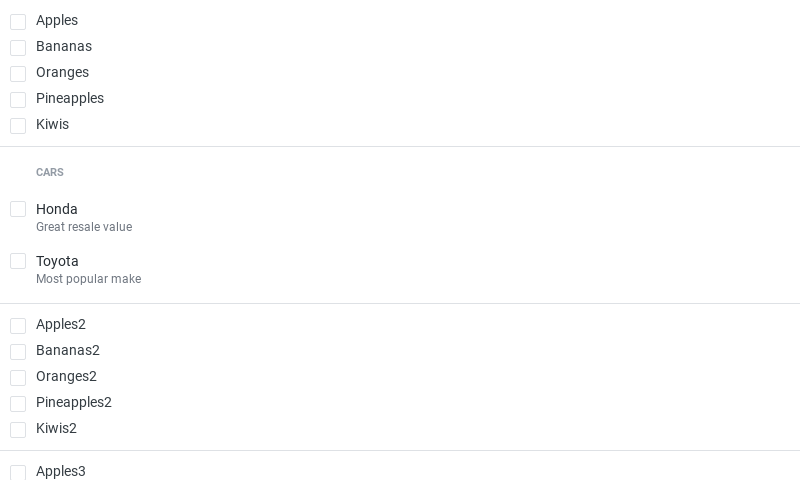 Apples
Bananas
Oranges
Pineapples
Kiwis
CARS
Honda
Great resale value
Toyota
Most popular make
Apples2
Bananas2
Oranges2
Pineapples2
Kiwis2
Apples3